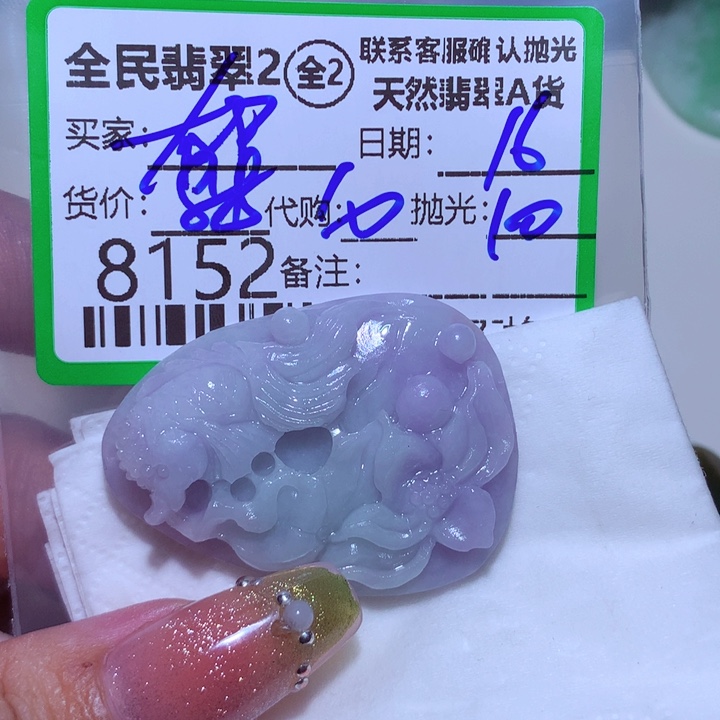 全民翡翠2 全2 联系客服确认抛光
天然翡翠A货
买家: 日期: 16
货价: 代购: 抛光: 10
8152 备注: